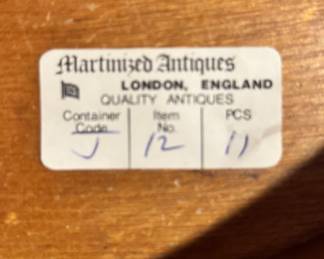 Martinized Antiques
LONDON, ENGLAND
QUALITY ANTIQUES
Container Item PCS
Code No.
J 12 11